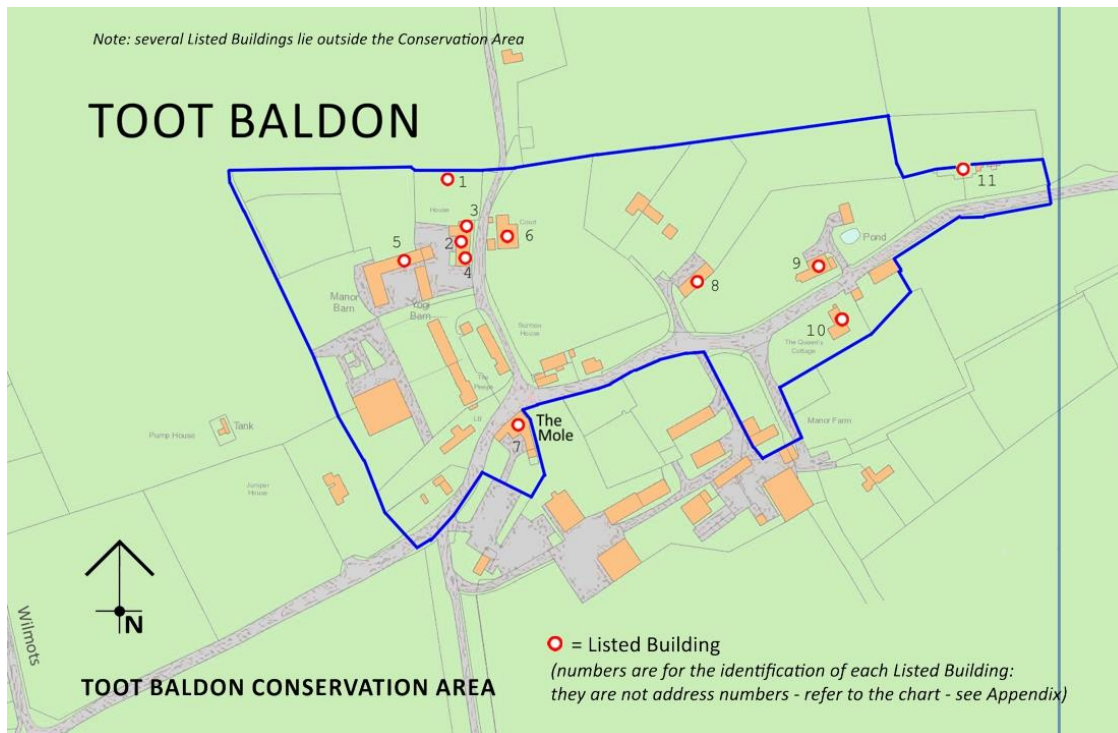 Note: several Listed Buildings lie outside the Conservation Area
TOOT BALDON
1
11
House
3
Court
6
2
5
4
Pond
9
8
Manor
Barn
Yogi
Barn
10
The Queen's
Cottage
House
The
The
Mole
7
Manor Farm
Tank
Pump House
Juniper
House
N
Wilmots
= Listed Building
(numbers are for the identification of each Listed Building:
they are not address numbers - refer to the chart - see Appendix)
TOOT BALDON CONSERVATION AREA